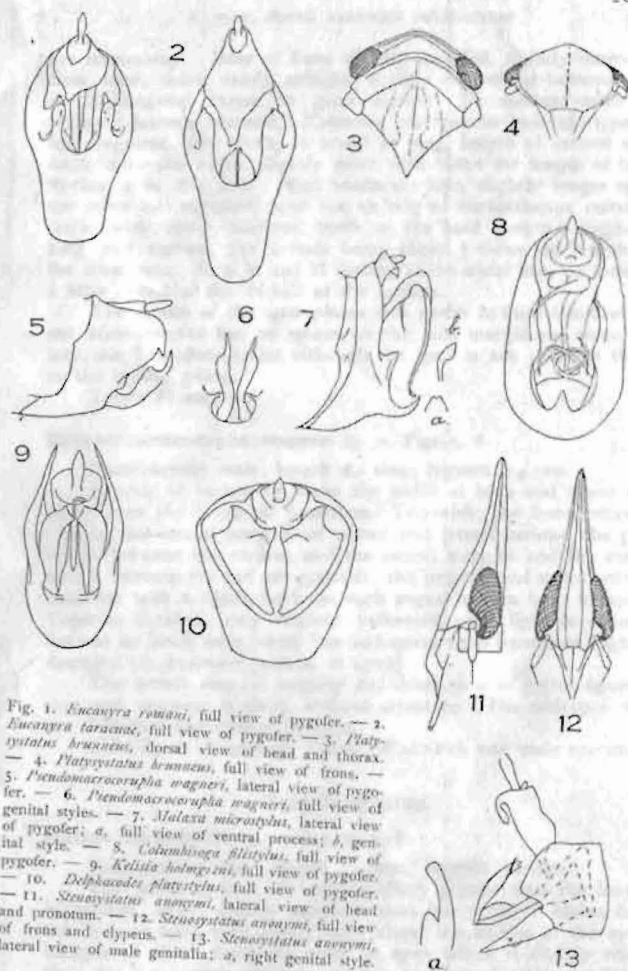 2
3
4
5
6
7
a
8
9
10
11
12
13
a
Fig. 1. Eucanyra romani, full view of pygofer. — 2.
Eucanyra taracuae, full view of pygofer. — 3. Platy-
systatus brunneus, dorsal view of head and thorax.
— 4. Platysystatus brunneus, full view of frons. —
5. Pseudomacrocorupha wagneri, lateral view of pygo-
fer. — 6. Pseudomacrocorupha wagneri, full view of
genital styles. — 7. Malaxa microstylus, lateral view
of pygofer; a, full view of ventral process; b, gen-
ital style. — 8. Columbisoga filistylus, full view of
pygofer. — 9. Kelisia holmgreni, full view of pygofer.
— 10. Delphacodes platystylus, full view of pygofer.
— 11. Stenosystatus anonymi, lateral view of head
and pronotum. — 12. Stenosystatus anonymi, full view
of frons and clypeus. — 13. Stenosystatus anonymi,
lateral view of male genitalia; a, right genital style.